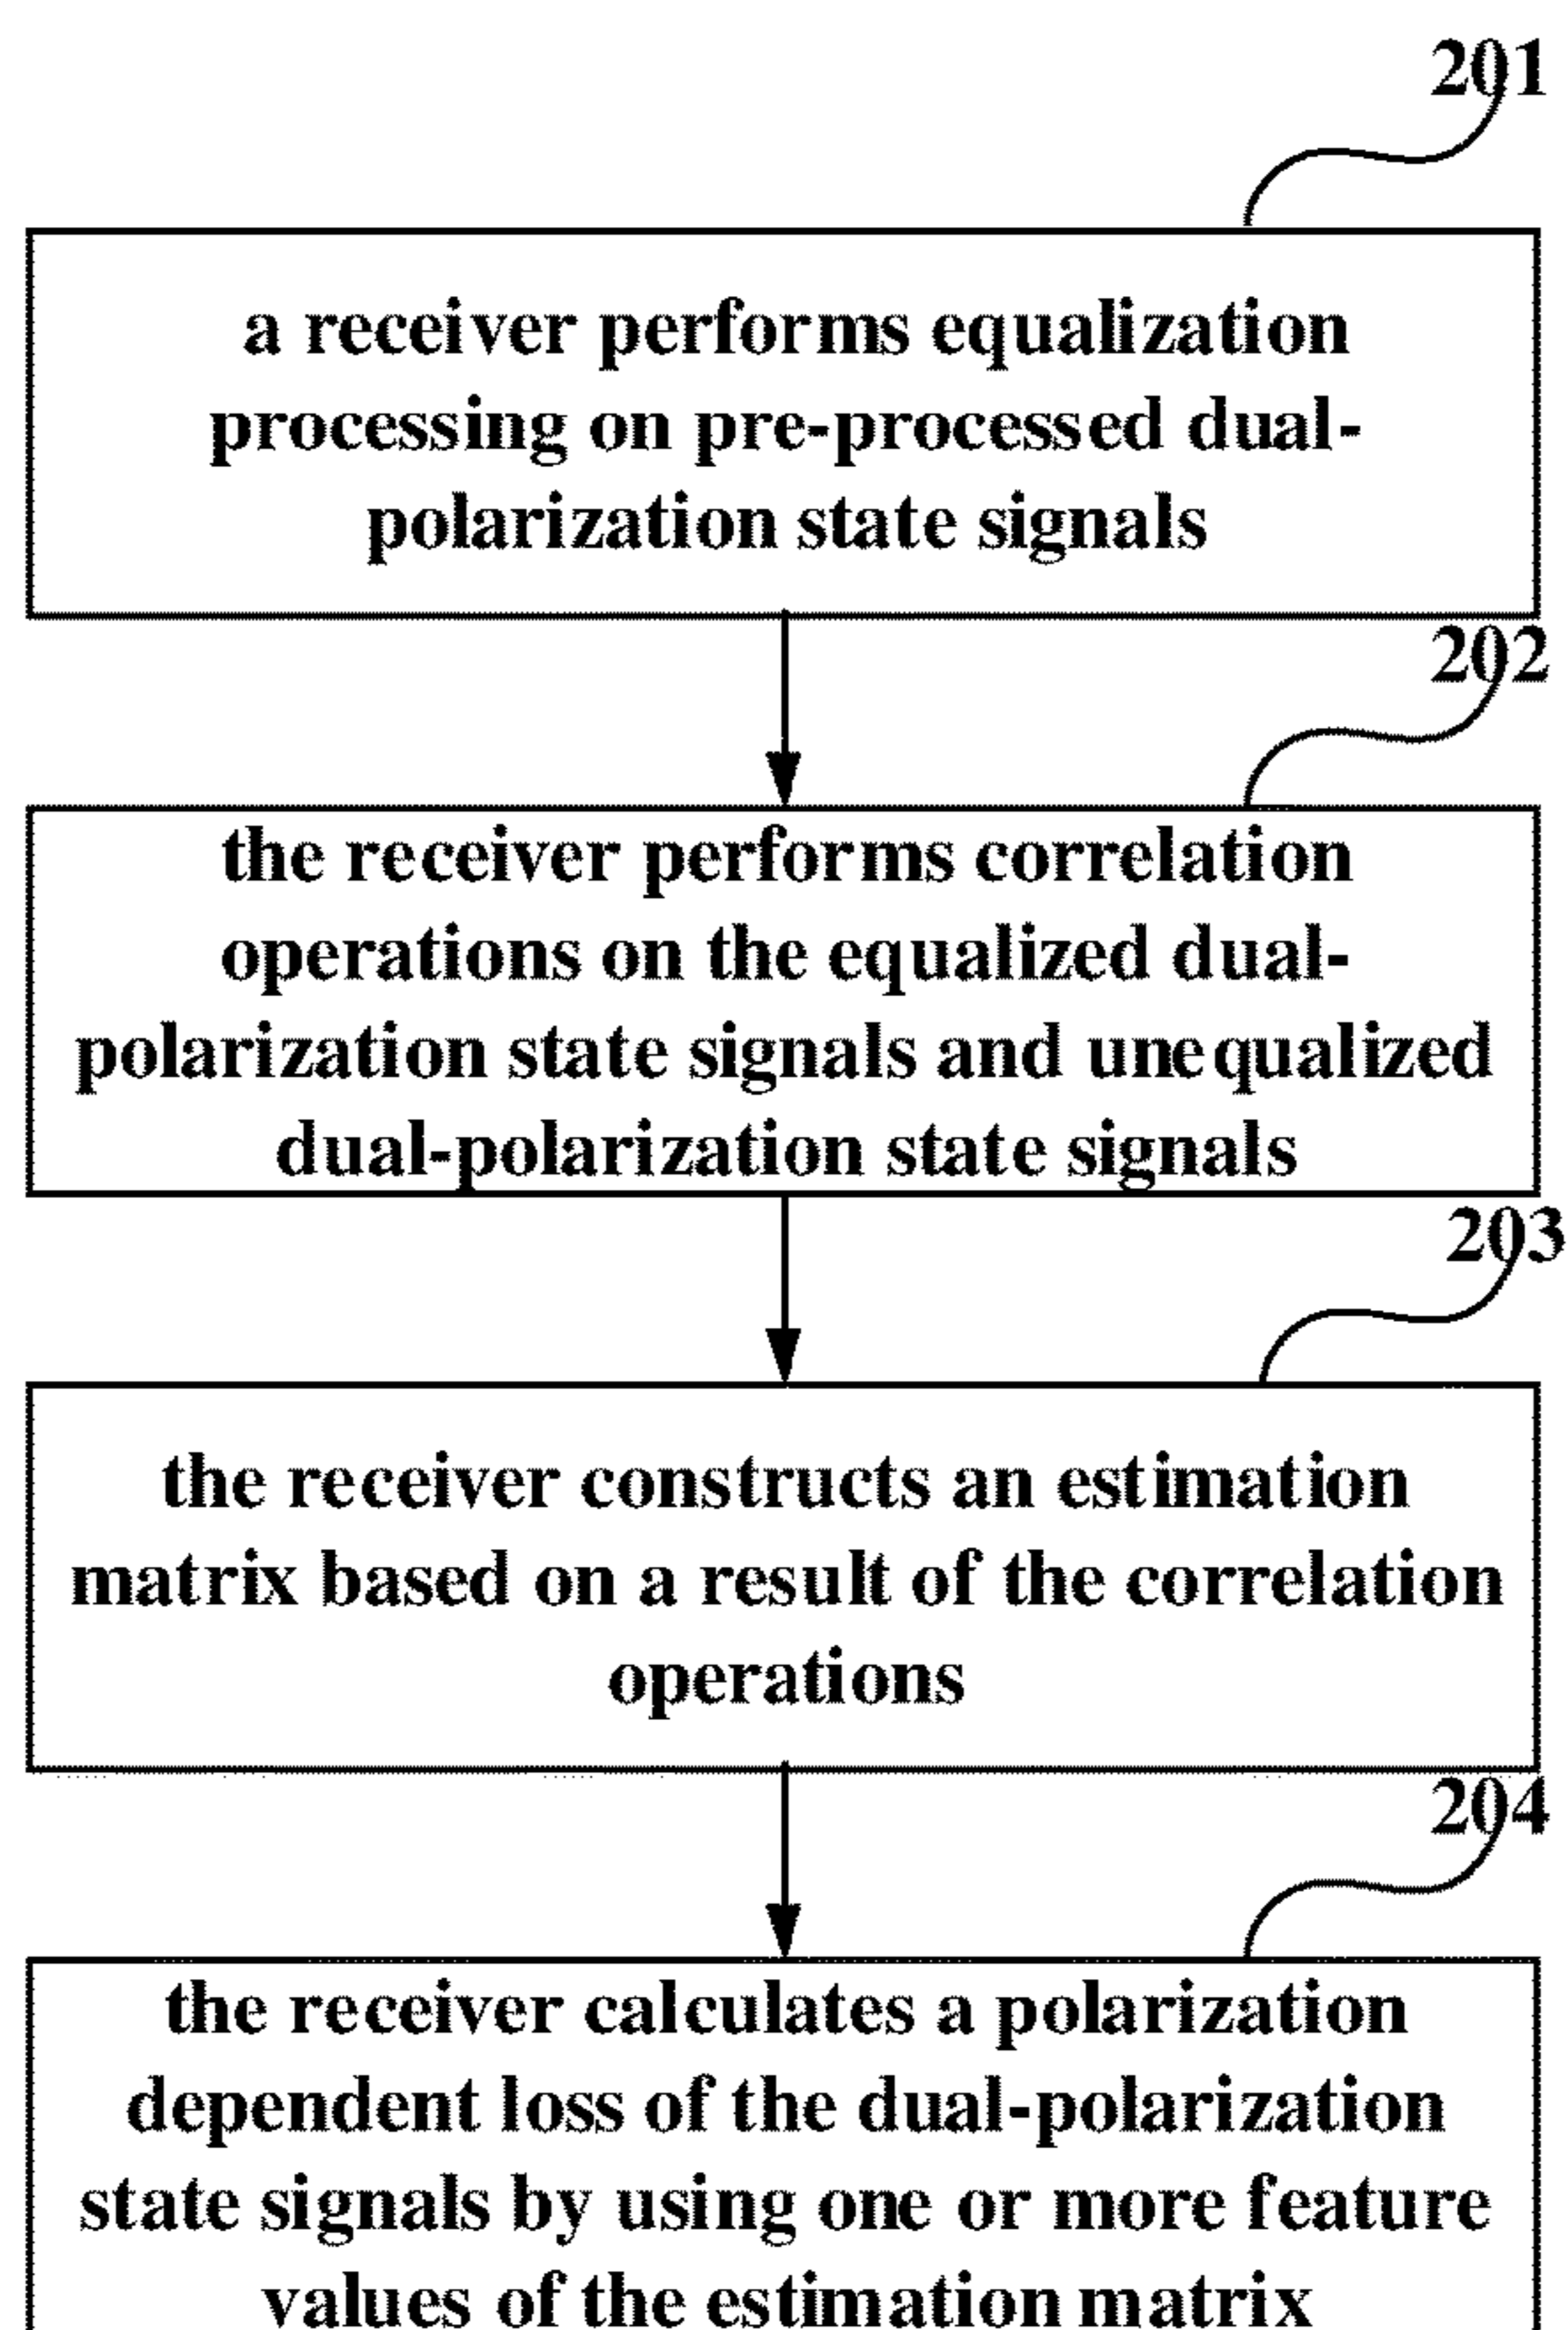 201
a receiver performs equalization
processing on pre-processed dual-
polarization state signals
202
the receiver performs correlation
operations on the equalized dual-
polarization state signals and unequalized
dual-polarization state signals
203
the receiver constructs an estimation
matrix based on a result of the correlation
operations
204
the receiver calculates a polarization
dependent loss of the dual-polarization
state signals by using one or more feature
values of the estimation matrix